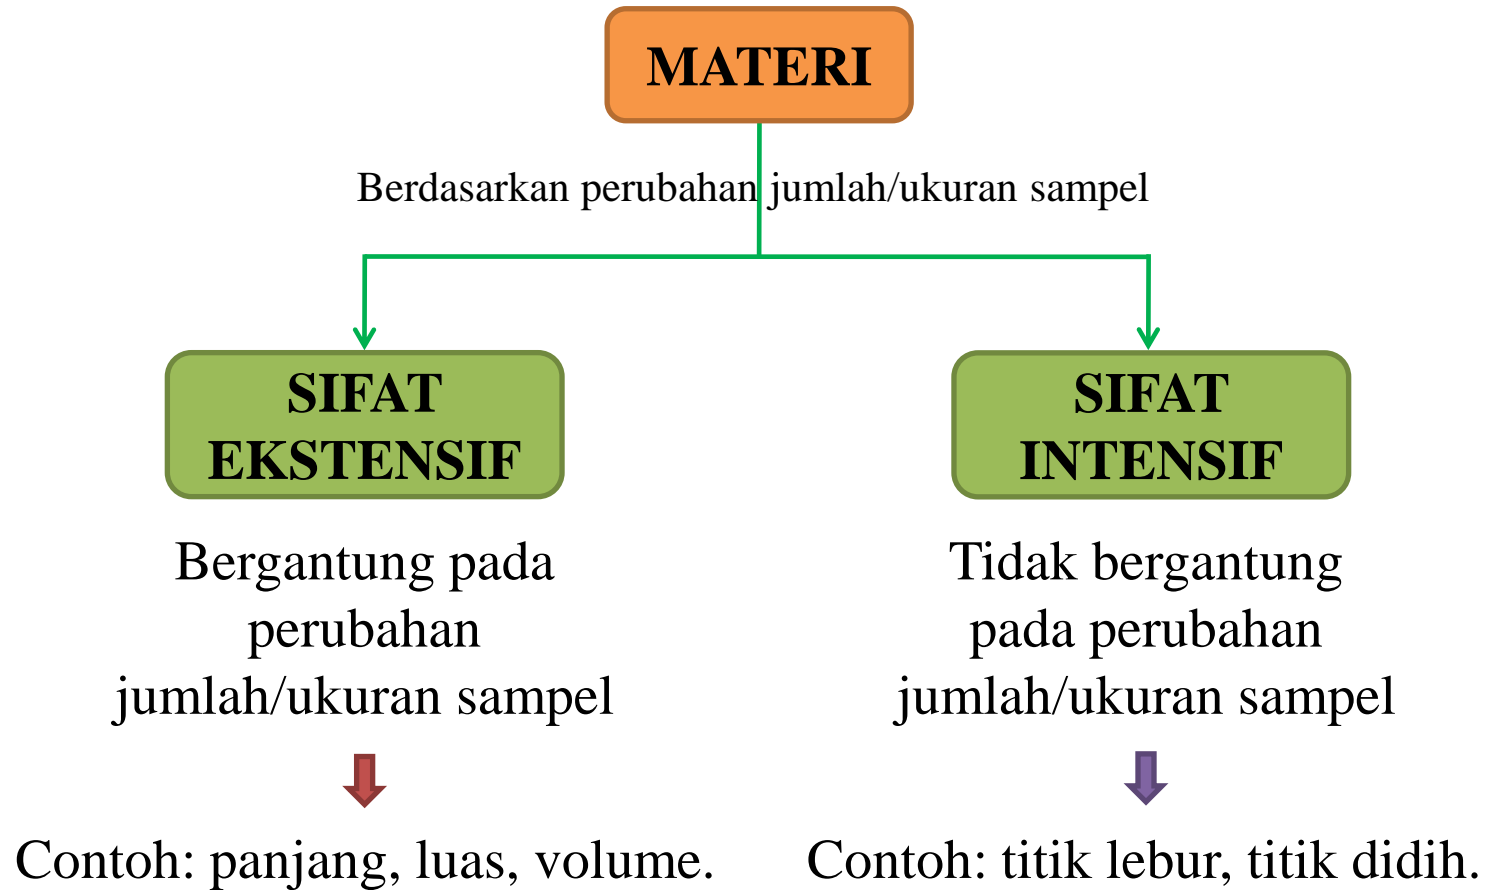 MATERI
Berdasarkan perubahan jumlah/ukuran sampel
SIFAT
EKSTENSIF
Bergantung pada
perubahan
jumlah/ukuran sampel
Contoh: panjang, luas, volume.
SIFAT
INTENSIF
Tidak bergantung
pada perubahan
jumlah/ukuran sampel
Contoh: titik lebur, titik didih.